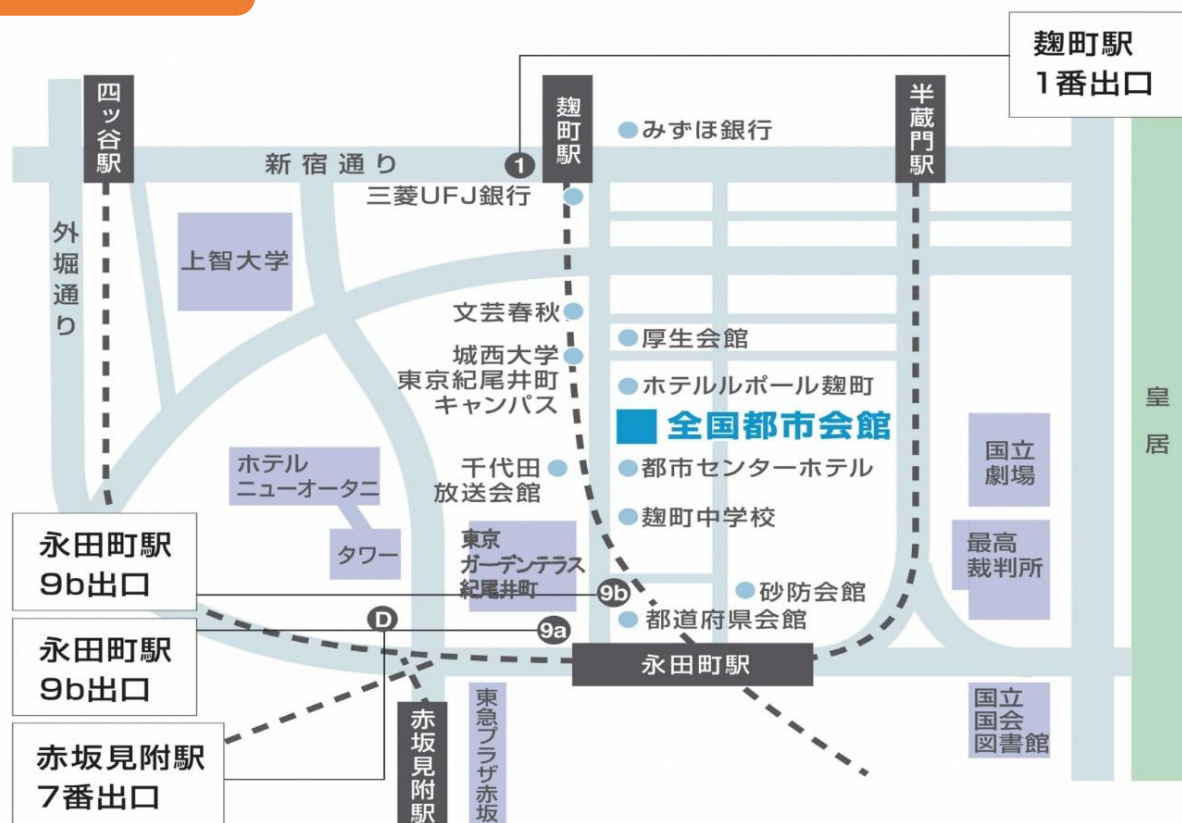 麹町駅
1番出口
四ッ谷駅
麹町駅
半蔵門駅
みずほ銀行
新宿通り
1
三菱UFJ銀行
外堀通り
上智大学
文芸春秋
厚生会館
城西大学
東京紀尾井町
キャンパス
ホテルルポール麹町
皇居
全国都市会館
国立
劇場
ホテル
ニューオータニ
千代田
放送会館
都市センターホテル
麹町中学校
タワー
東京
ガーデンテラス
紀尾井町
最高
裁判所
永田町駅
9b出口
9b
砂防会館
都道府県会館
D
9a
永田町駅
9b出口
永田町駅
赤坂見附駅
7番出口
赤坂見附駅
東急プラザ赤坂
国立
国会
図書館